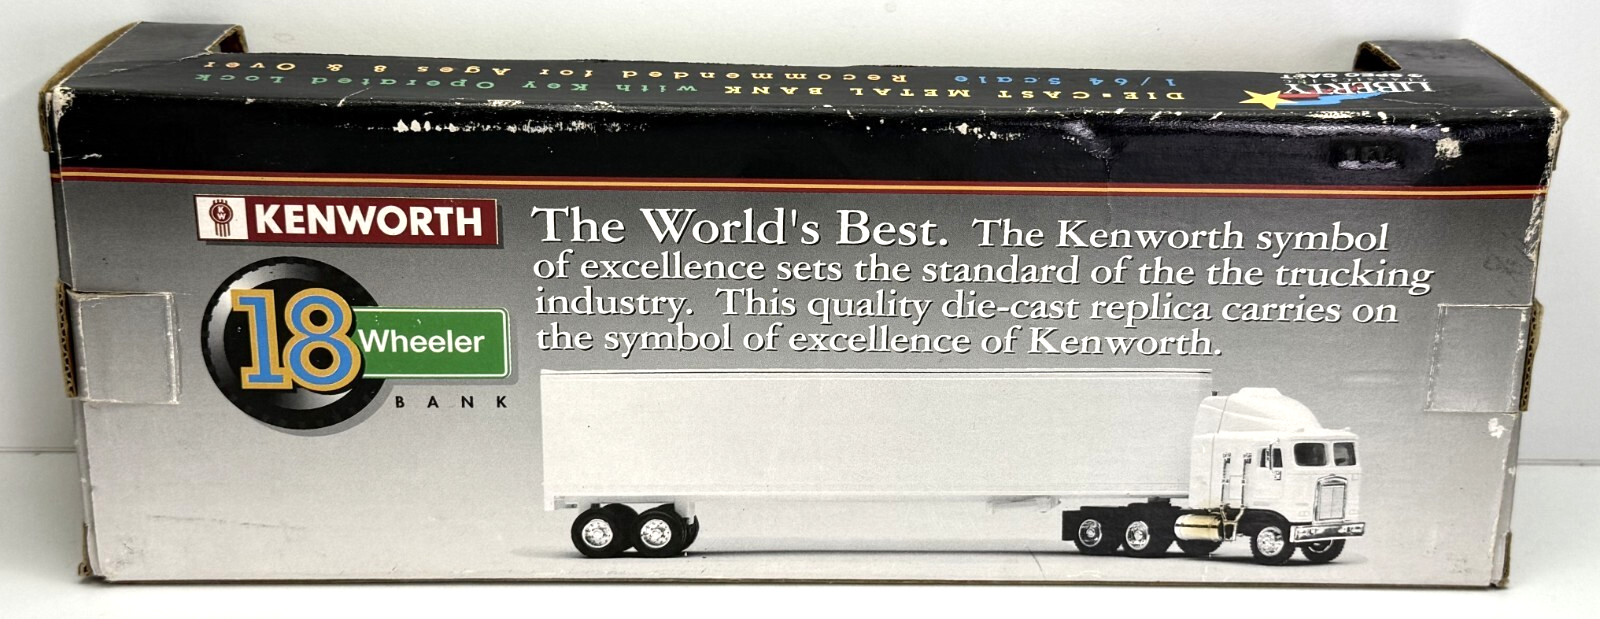 LIBERTY
SPEC CAST
1/64 Scale
DIE-CAST METAL BANK with Key Operated Lock
Recommended for Ages 8 & Over
KW
KENWORTH
The World's Best. The Kenworth symbol
of excellence sets the standard of the the trucking
industry. This quality die-cast replica carries on
the symbol of excellence of Kenworth.
18
Wheeler
BANK